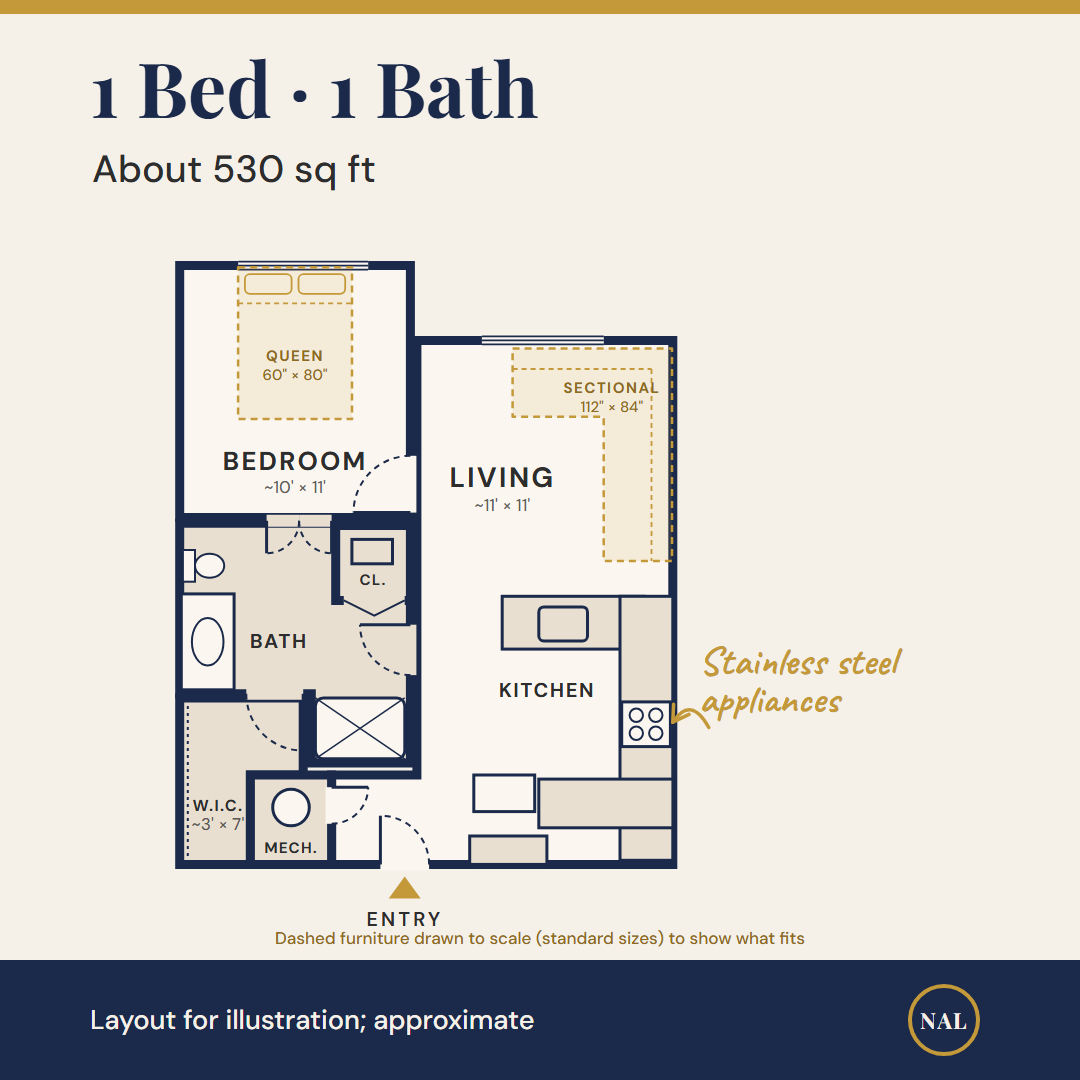 1 Bed · 1 Bath
About 530 sq ft
QUEEN
60" × 80"
SECTIONAL
112" × 84"
BEDROOM
~10' × 11'
LIVING
~11' × 11'
CL.
BATH
Stainless steel
appliances
KITCHEN
W.I.C.
~3' × 7'
MECH.
ENTRY
Dashed furniture drawn to scale (standard sizes) to show what fits
Layout for illustration; approximate
NAL